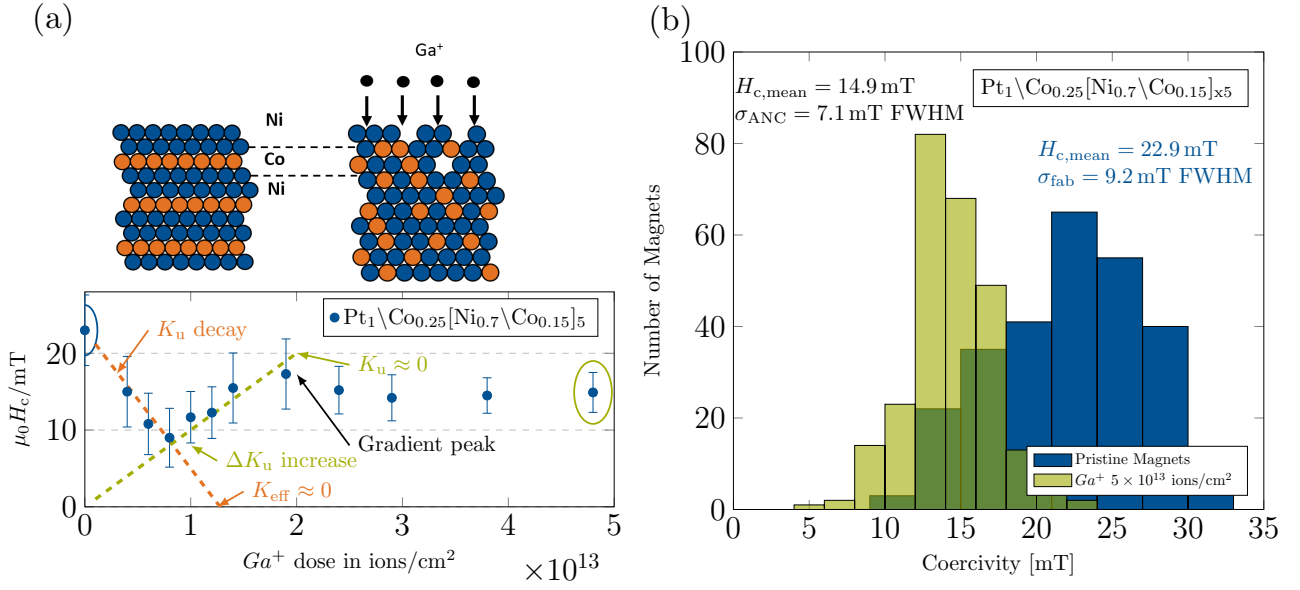 (a)
Ga⁺
Ni
Co
Ni
Pt₁\Co₀.₂₅[Ni₀.₇\Co₀.₁₅]₅
K_u decay
K_u ≈ 0
Gradient peak
ΔK_u increase
K_eff ≈ 0
μ₀H_c/mT
20
10
0
0 1 2 3 4 5
Ga⁺ dose in ions/cm²
×10¹³
(b)
H_c,mean = 14.9 mT
σ_ANC = 7.1 mT FWHM
Pt₁\Co₀.₂₅[Ni₀.₇\Co₀.₁₅]ₓ₅
H_c,mean = 22.9 mT
σ_fab = 9.2 mT FWHM
Number of Magnets
100
80
60
40
20
0
Pristine Magnets
Ga⁺ 5 × 10¹³ ions/cm²
0 5 10 15 20 25 30 35
Coercivity [mT]